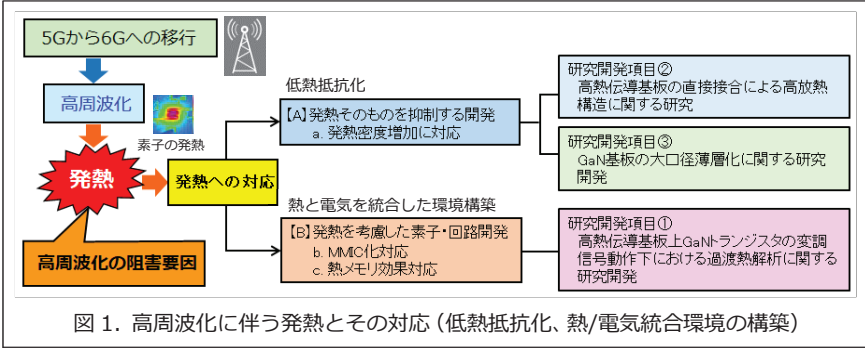 5Gから6Gへの移行
高周波化
素子の発熱
発熱
発熱への対応
高周波化の阻害要因
低熱抵抗化
【A】発熱そのものを抑制する開発
a. 発熱密度増加に対応
熱と電気を統合した環境構築
【B】発熱を考慮した素子・回路開発
b. MMIC化対応
c. 熱メモリ効果対応
研究開発項目②
高熱伝導基板の直接接合による高放熱
構造に関する研究
研究開発項目③
GaN基板の大口径薄層化に関する研究
開発
研究開発項目①
高熱伝導基板上GaNトランジスタの変調
信号動作下における過渡熱解析に関する
研究開発
図 1. 高周波化に伴う発熱とその対応（低熱抵抗化、熱/電気統合環境の構築）